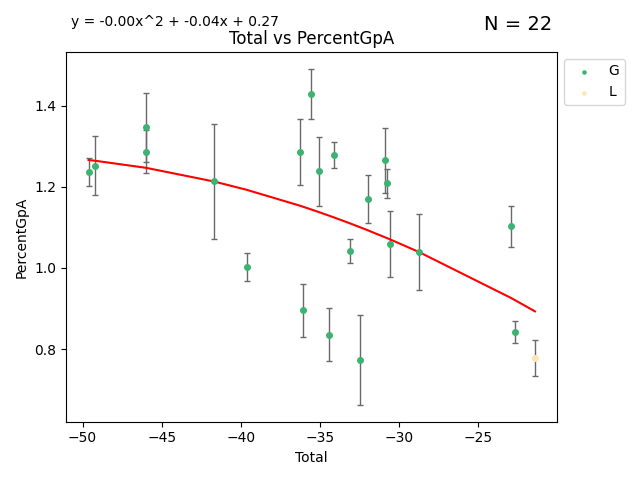 y = -0.00x^2 + -0.04x + 0.27
N = 22
Total vs PercentGpA
G
L
PercentGpA
1.4
1.2
1.0
0.8
−50 −45 −40 −35 −30 −25
Total